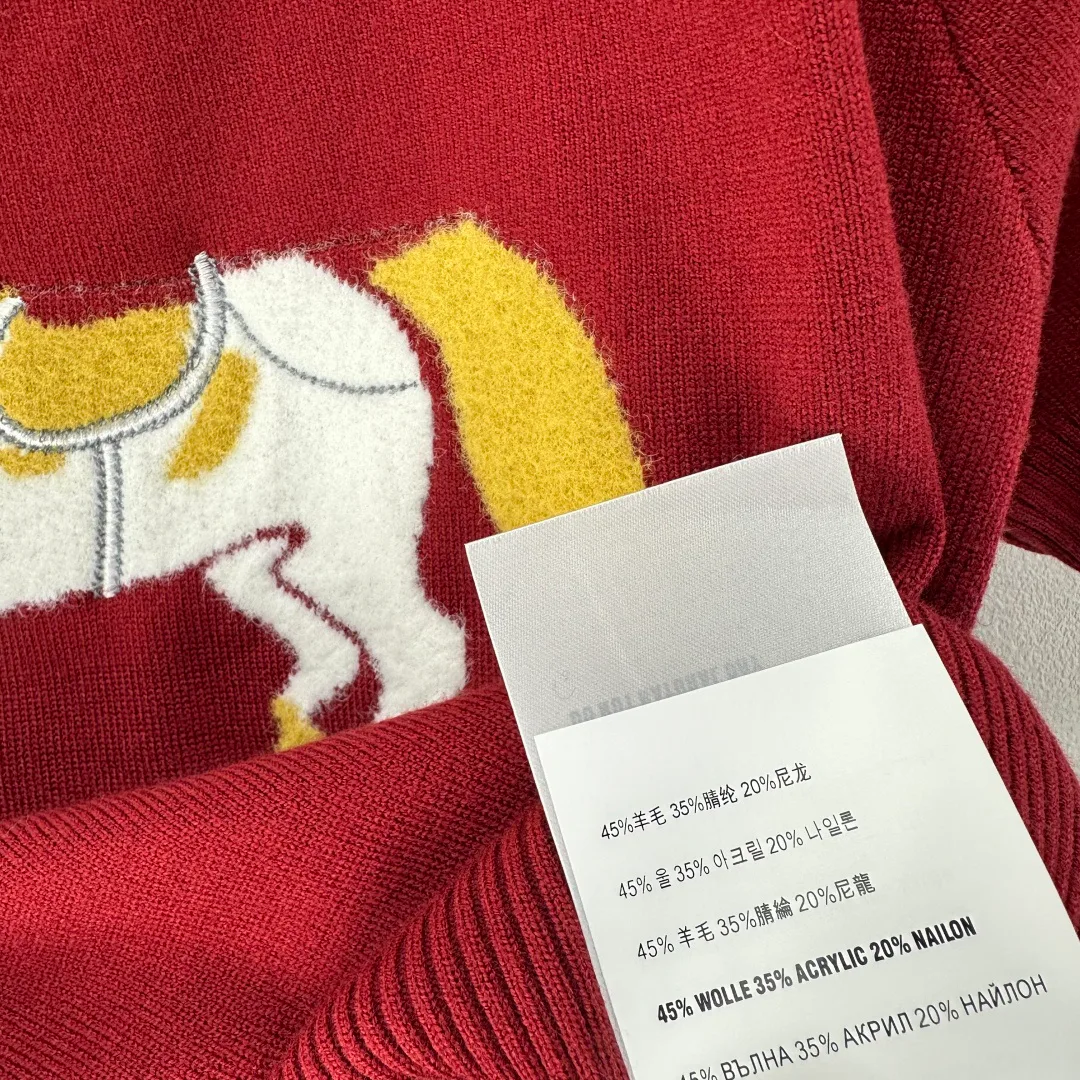 45%羊毛 35%腈纶 20%尼龙
45% 울 35% 아크릴 20% 나일론
45% 羊毛 35%腈綸 20%尼龍
45% WOLLE 35% ACRYLIC 20% NAILON
45% ВЪЛНА 35% АКРИЛ 20% НАЙЛОН